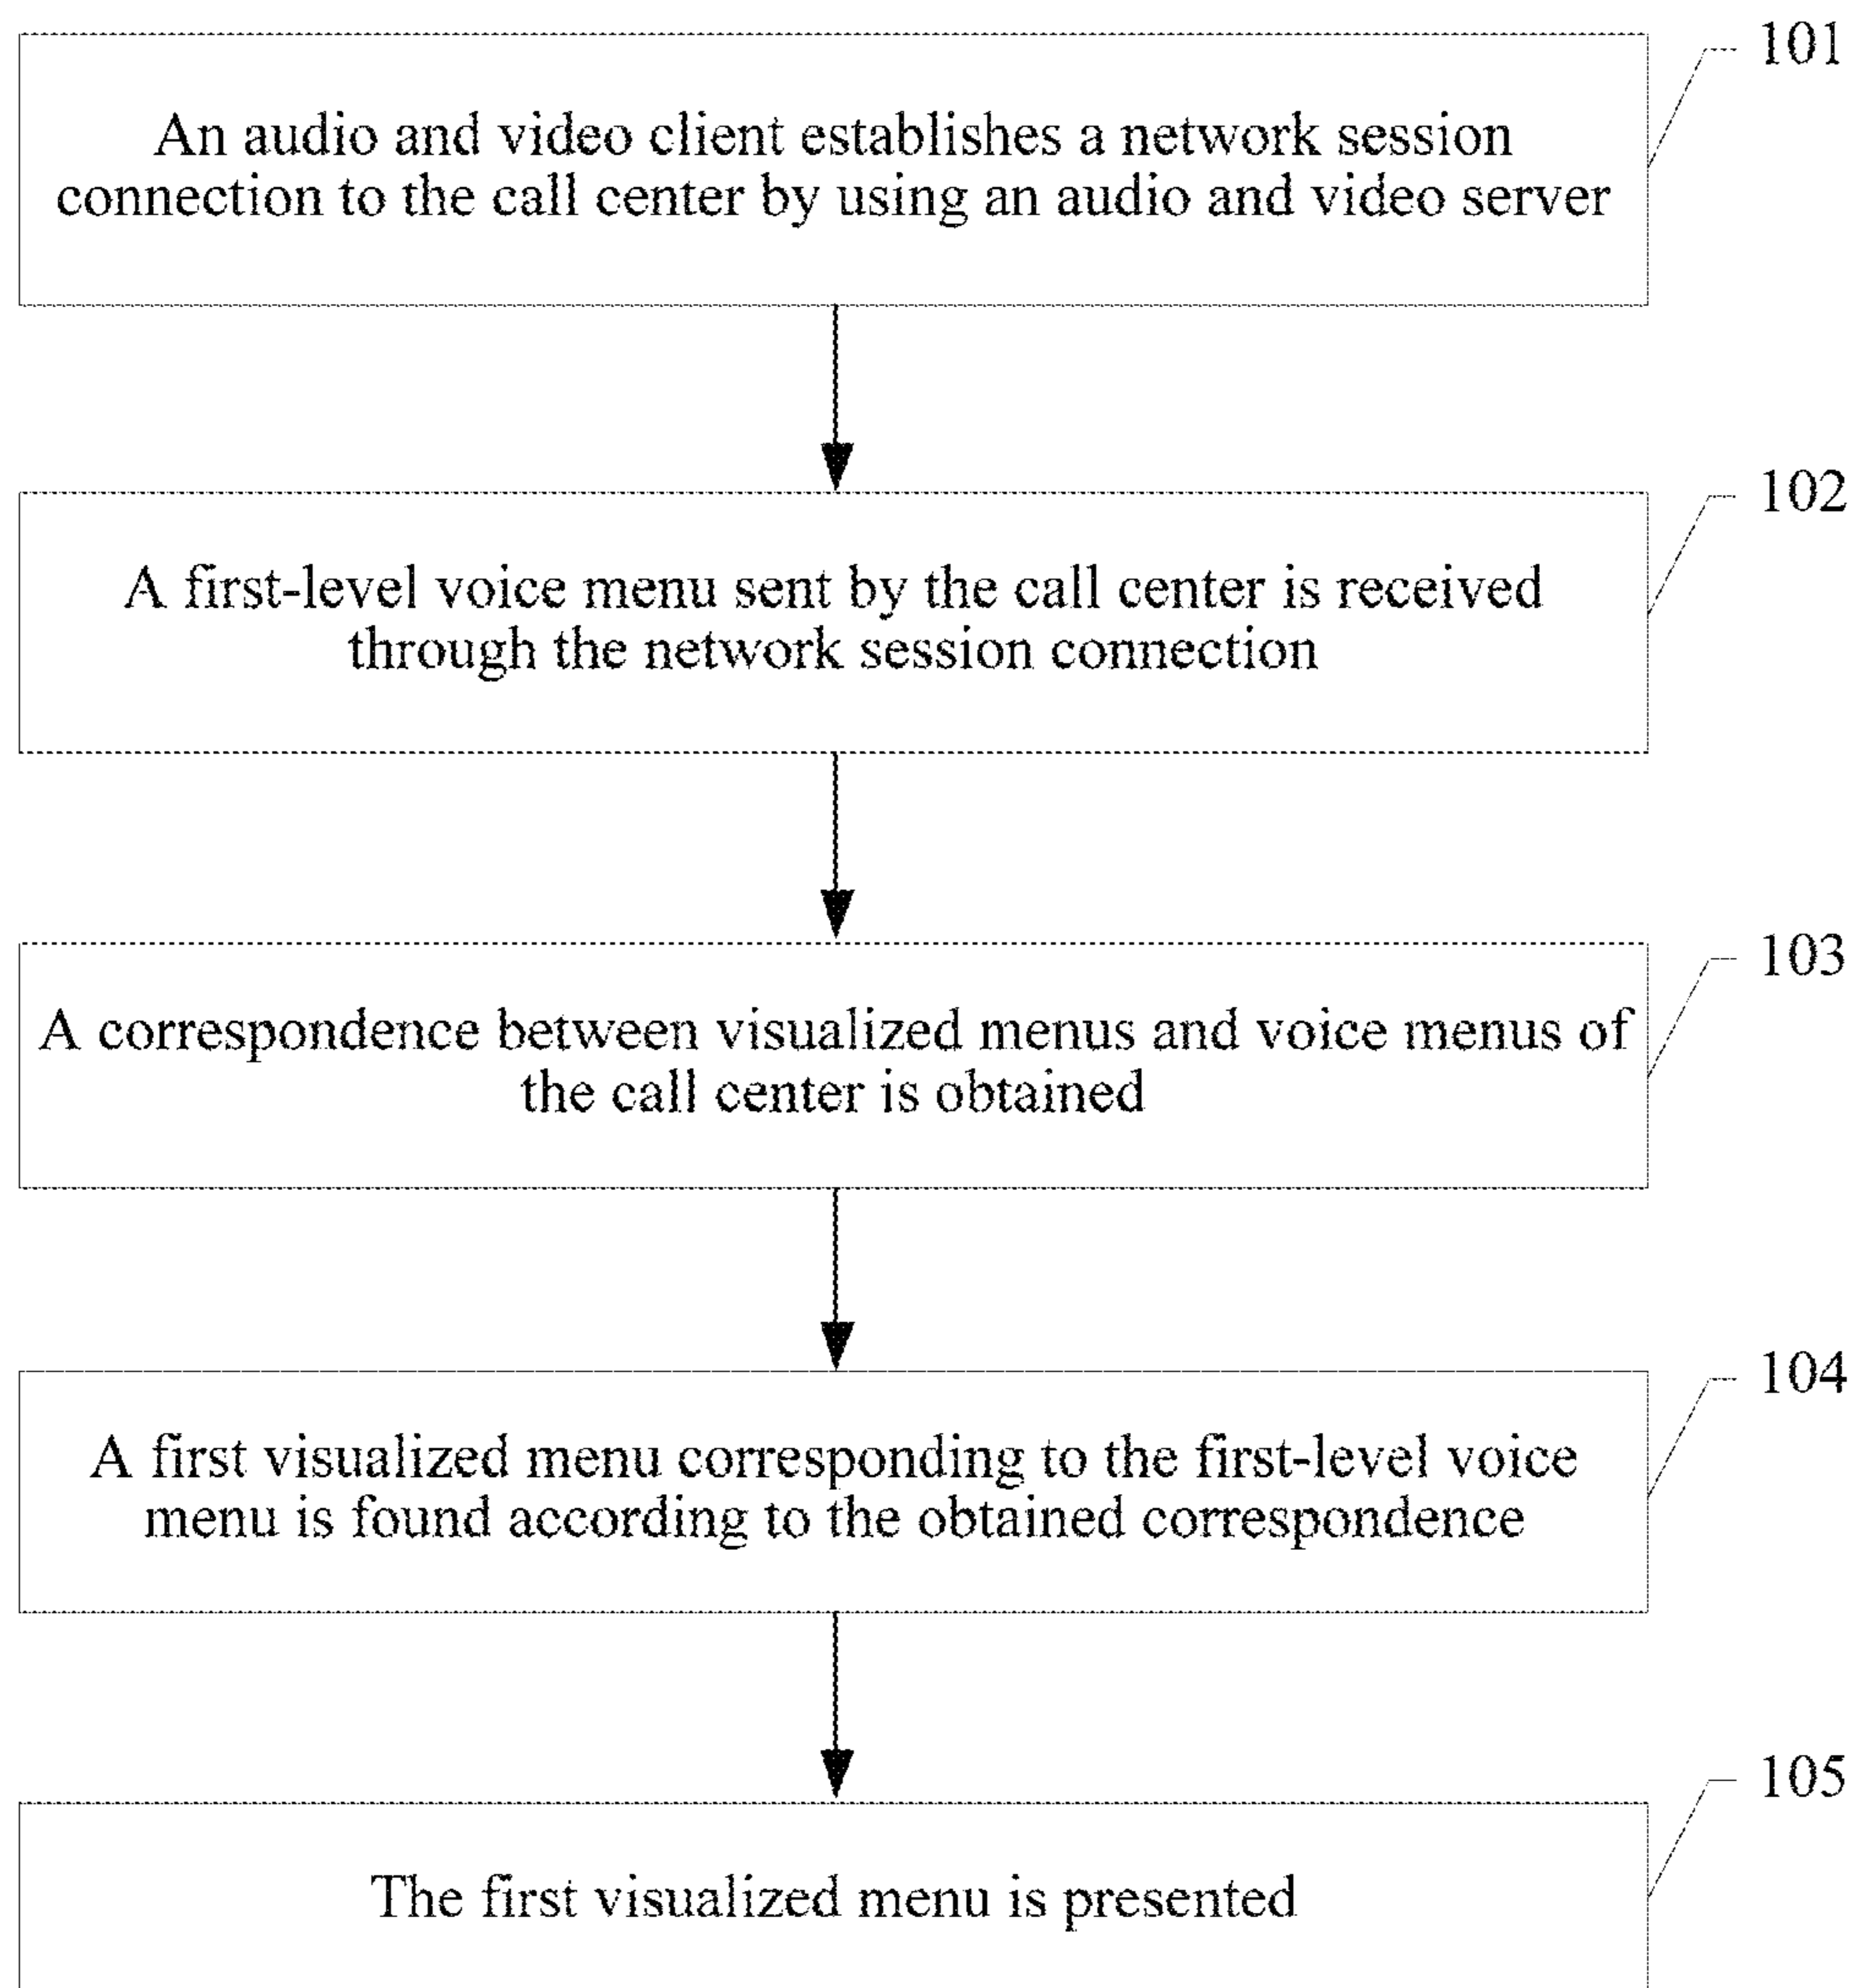 101
An audio and video client establishes a network session
connection to the call center by using an audio and video server
102
A first-level voice menu sent by the call center is received
through the network session connection
103
A correspondence between visualized menus and voice menus of
the call center is obtained
104
A first visualized menu corresponding to the first-level voice
menu is found according to the obtained correspondence
105
The first visualized menu is presented